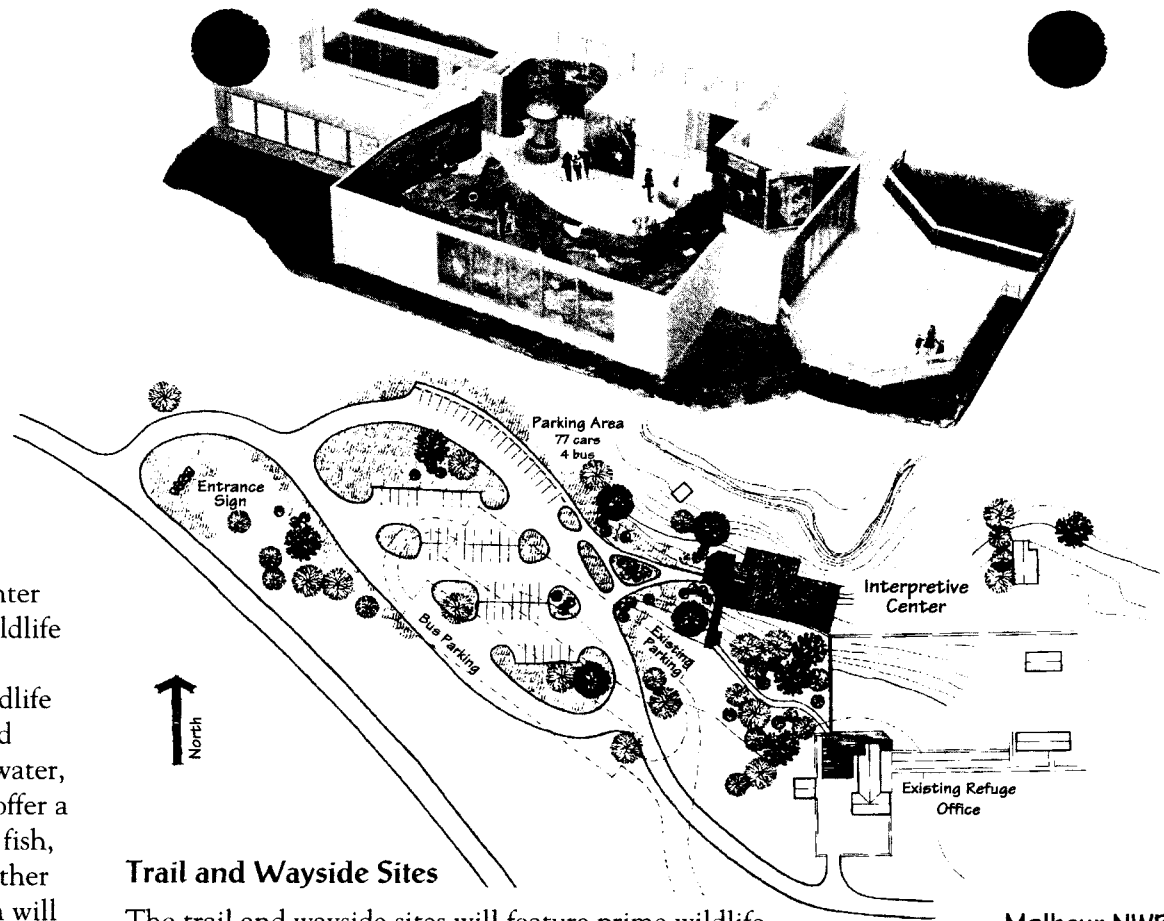 Parking Area
77 cars
4 bus
Entrance
Sign
Bus Parking
Existing
Parking
Interpretive
Center
North
Existing Refuge
Office
nter
ldlife
dlife
d
water,
offer a
fish,
ther
will
Trail and Wayside Sites
The trail and wayside sites will feature prime wildlife
Malheur NWR